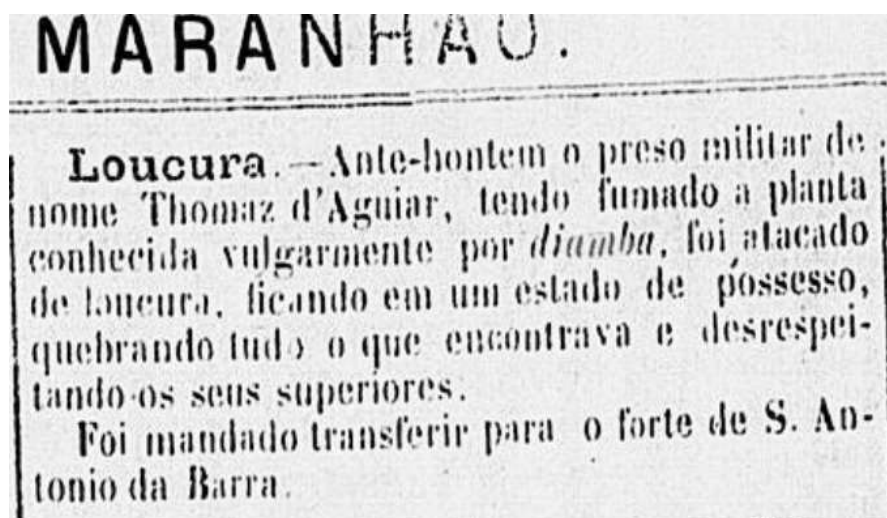 MARANHAO.
Loucura.—Ante-hontem o preso militar de
nome Thomaz d'Aguiar, tendo fumado a planta
conhecida vulgarmente por diamba, foi atacado
de loucura, ficando em um estado de possesso,
quebrando tudo o que encontrava e desrespei-
tando os seus superiores.
Foi mandado transferir para o forte de S. An-
tonio da Barra.